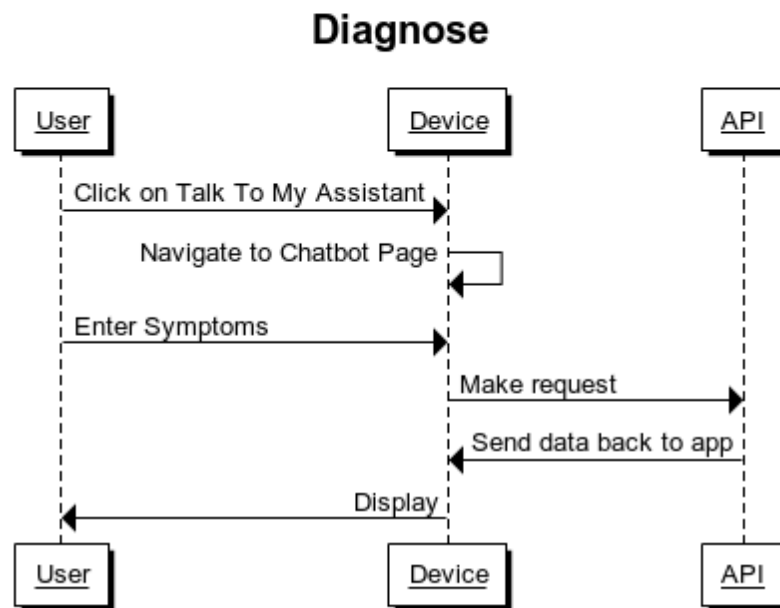 Diagnose
User Device API
Click on Talk To My Assistant
Navigate to Chatbot Page
Enter Symptoms
Make request
Send data back to app
Display
User Device API